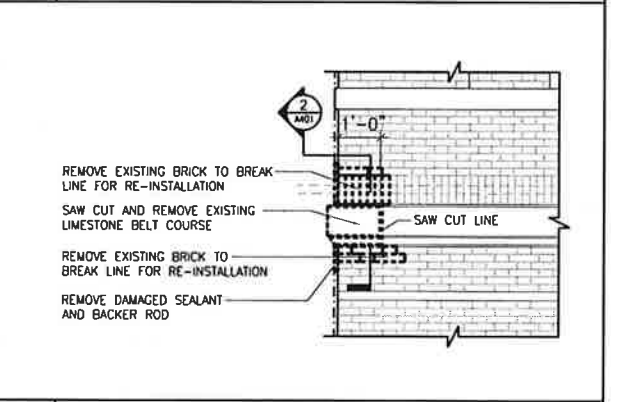 2
A401
1'-0"
REMOVE EXISTING BRICK TO BREAK
LINE FOR RE-INSTALLATION
SAW CUT AND REMOVE EXISTING
LIMESTONE BELT COURSE
SAW CUT LINE
REMOVE EXISTING BRICK TO
BREAK LINE FOR RE-INSTALLATION
REMOVE DAMAGED SEALANT
AND BACKER ROD